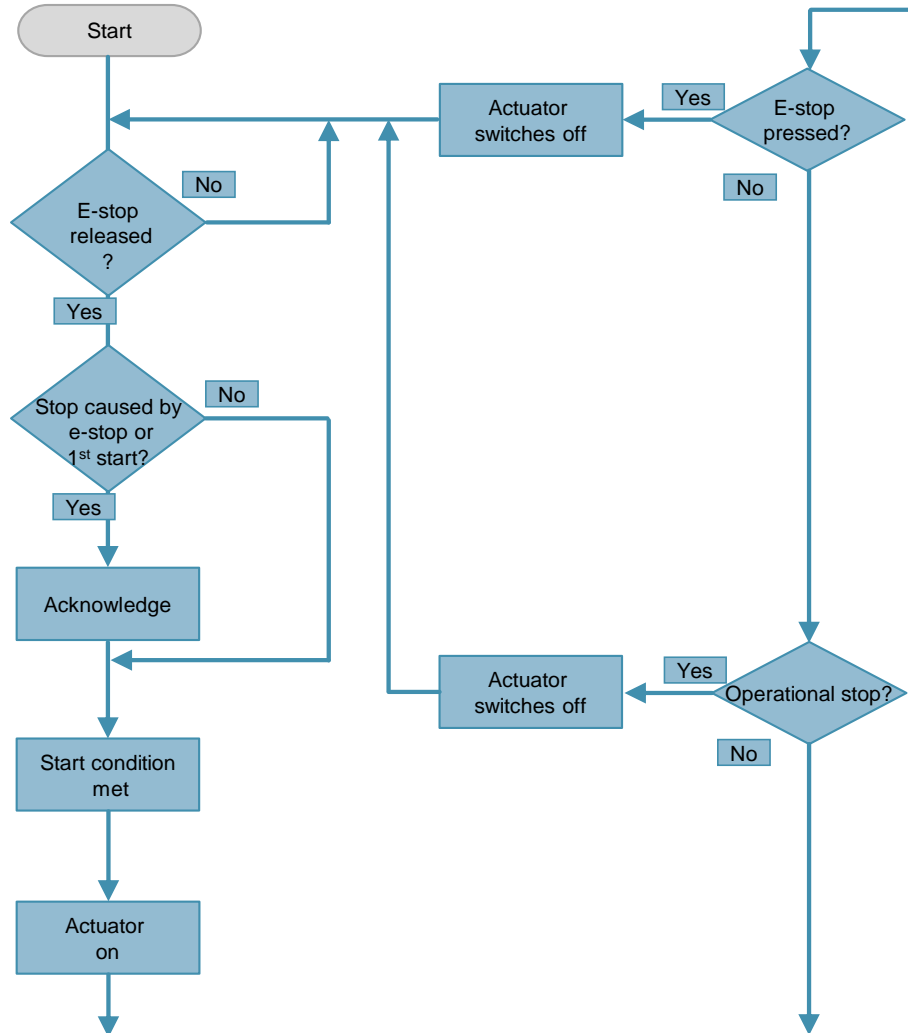 Start
Actuator
switches off
Yes
E-stop
pressed?
No
No
E-stop
released
?
Yes
Stop caused by
e-stop or
1st start?
No
Yes
Acknowledge
Actuator
switches off
Yes
Operational stop?
No
Start condition
met
Actuator
on